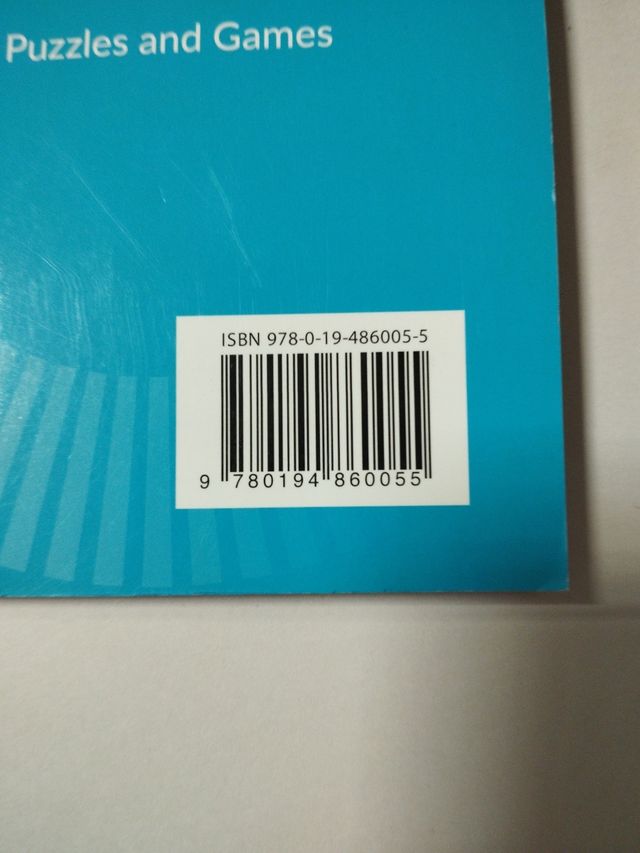 Puzzles and Games
ISBN 978-0-19-486005-5
9 780194 860055